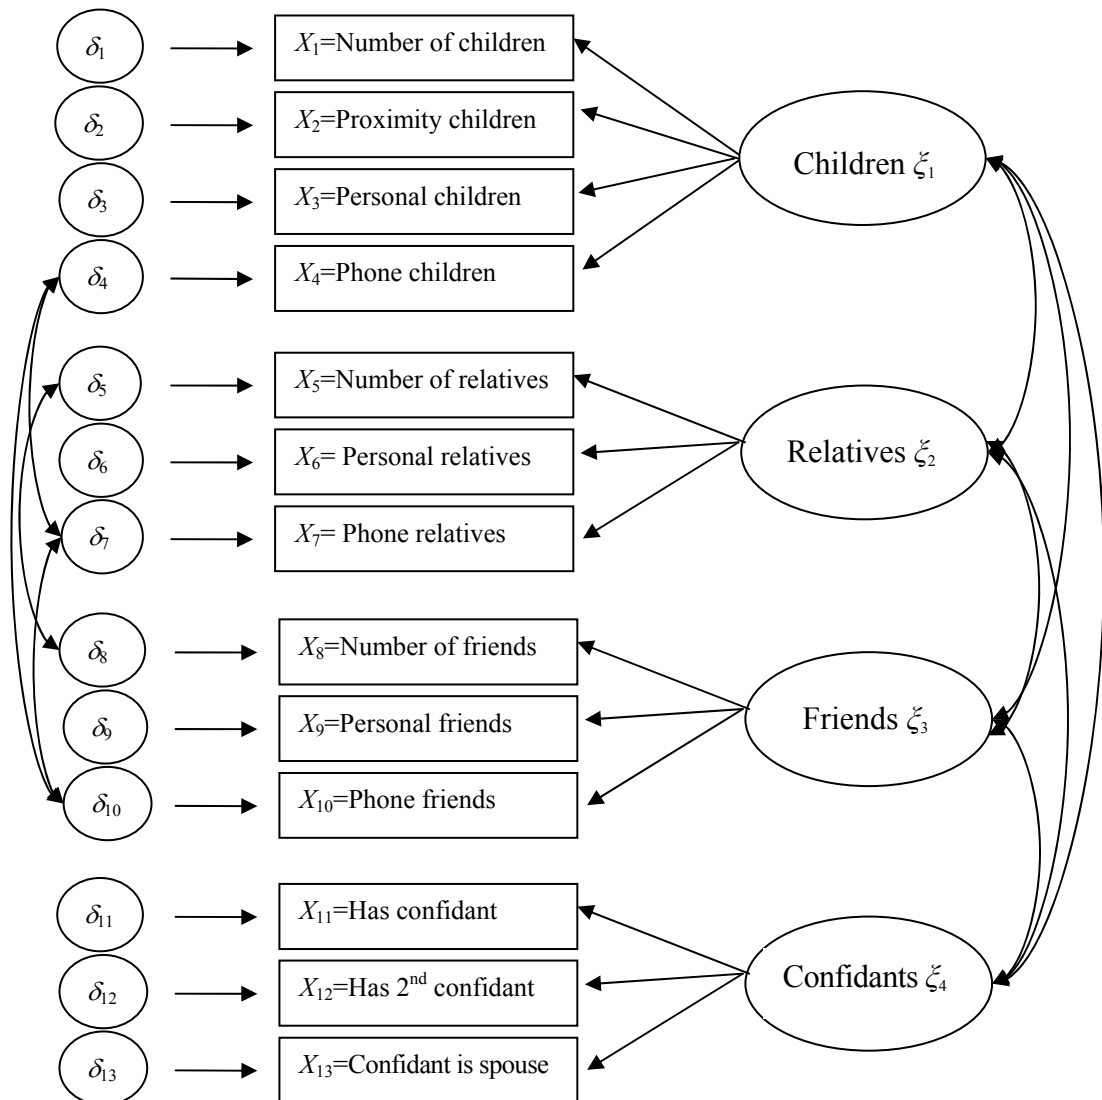 δ₁ X₁=Number of children
δ₂ X₂=Proximity children
δ₃ X₃=Personal children
δ₄ X₄=Phone children
Children ξ₁
δ₅ X₅=Number of relatives
δ₆ X₆= Personal relatives
δ₇ X₇= Phone relatives
Relatives ξ₂
δ₈ X₈=Number of friends
δ₉ X₉=Personal friends
δ₁₀ X₁₀=Phone friends
Friends ξ₃
δ₁₁ X₁₁=Has confidant
δ₁₂ X₁₂=Has 2ⁿᵈ confidant
δ₁₃ X₁₃=Confidant is spouse
Confidants ξ₄